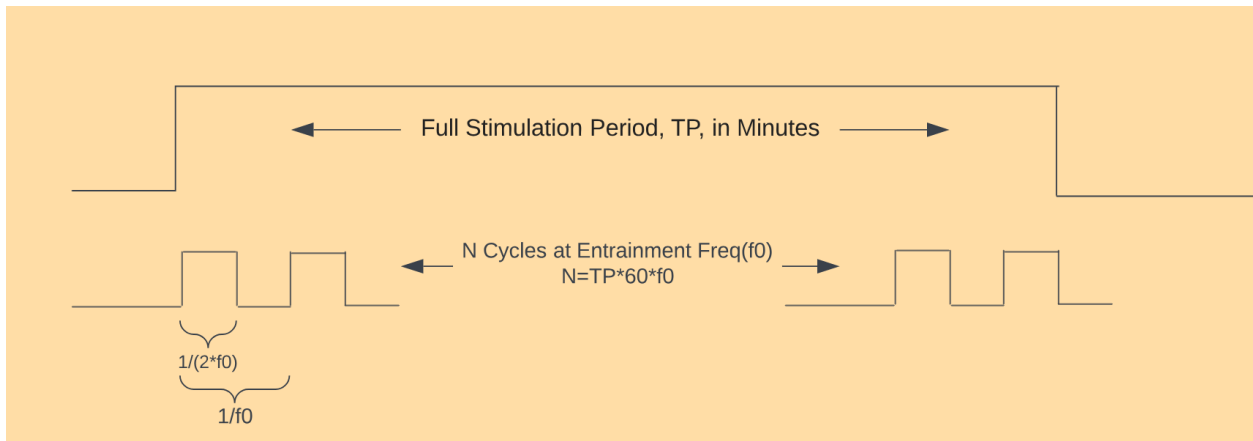 Full Stimulation Period, TP, in Minutes
N Cycles at Entrainment Freq(f0)
N=TP*60*f0
1/(2*f0)
1/f0